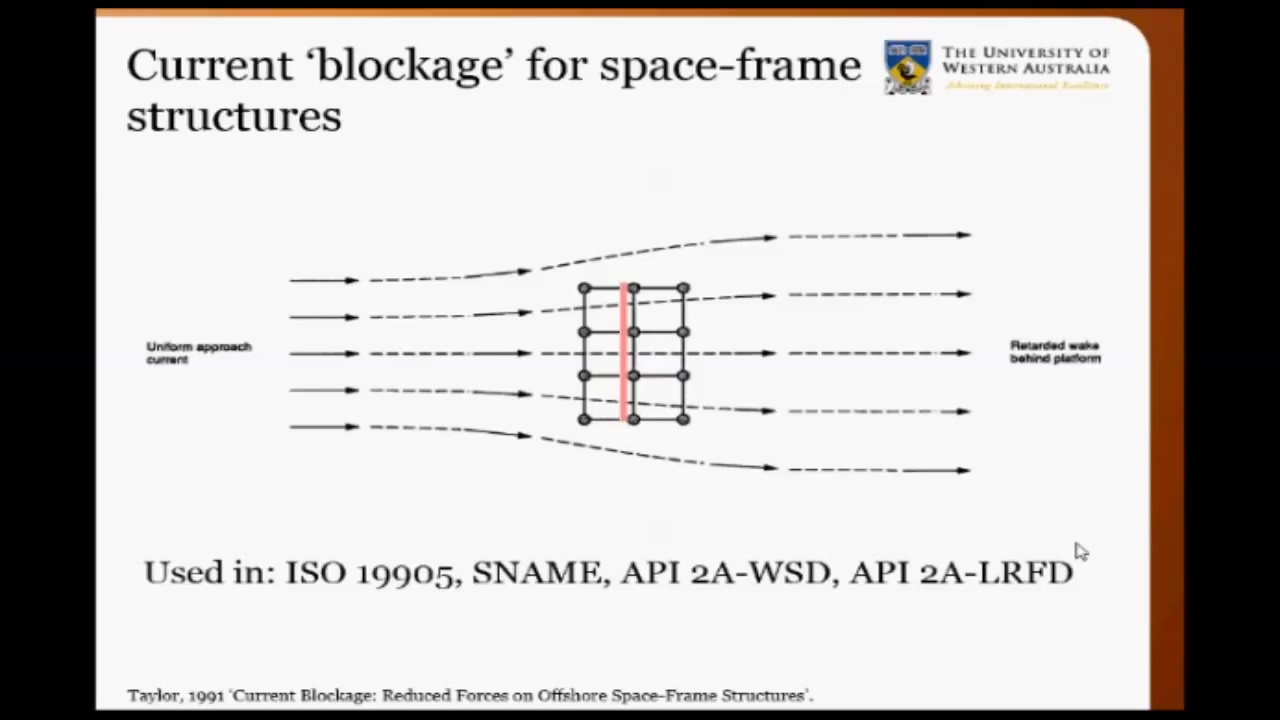 Current ‘blockage’ for space-frame
structures
THE UNIVERSITY OF
WESTERN AUSTRALIA
Achieving International Excellence
Uniform approach
current
Retarded wake
behind platform
Used in: ISO 19905, SNAME, API 2A-WSD, API 2A-LRFD
Taylor, 1991 ‘Current Blockage: Reduced Forces on Offshore Space-Frame Structures’.